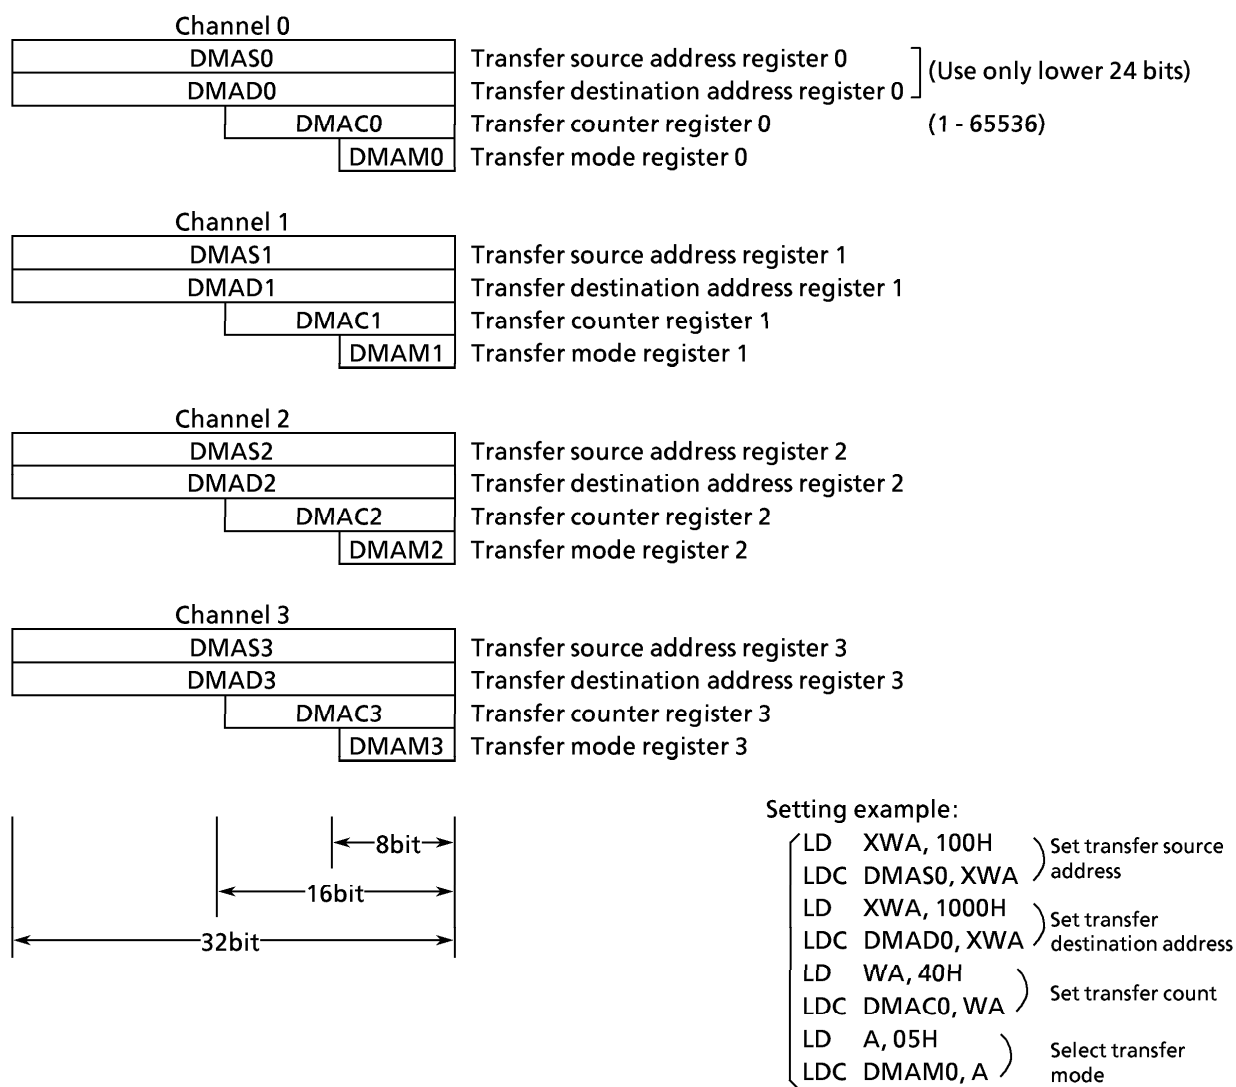 Channel 0
DMAS0 Transfer source address register 0
(Use only lower 24 bits)
DMAD0 Transfer destination address register 0
DMAC0 Transfer counter register 0 (1 - 65536)
DMAM0 Transfer mode register 0
Channel 1
DMAS1 Transfer source address register 1
DMAD1 Transfer destination address register 1
DMAC1 Transfer counter register 1
DMAM1 Transfer mode register 1
Channel 2
DMAS2 Transfer source address register 2
DMAD2 Transfer destination address register 2
DMAC2 Transfer counter register 2
DMAM2 Transfer mode register 2
Channel 3
DMAS3 Transfer source address register 3
DMAD3 Transfer destination address register 3
DMAC3 Transfer counter register 3
DMAM3 Transfer mode register 3
8bit
16bit
32bit
Setting example:
LD XWA, 100H
LDC DMAS0, XWA
Set transfer source
address
LD XWA, 1000H
LDC DMAD0, XWA
Set transfer
destination address
LD WA, 40H
LDC DMAC0, WA
Set transfer count
LD A, 05H
LDC DMAM0, A
Select transfer
mode